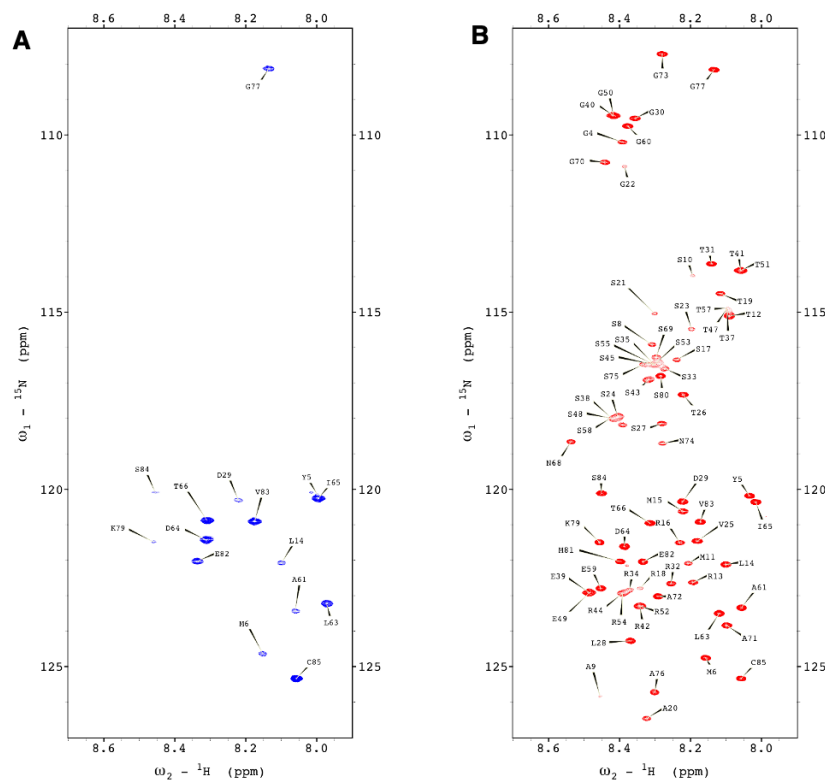 A
8.6 8.4 8.2 8.0
G77
110
115
120
125
S84
T66
D29
V83
Y5
I65
K79
D64
E82
L14
A61
L63
M6
C85
ω1 - 15N (ppm)
8.6 8.4 8.2 8.0
ω2 - 1H (ppm)
B
8.6 8.4 8.2 8.0
G73
G77
G50
G40
G30
G4
G60
G70
G22
110
T31
T41
T51
S10
S21
T19
S23
T57
T12
T47
T37
S8
S69
S35
S53
S55
S17
S45
S75
S33
S43
S80
115
S24
S38
T26
S48
S58
S27
N74
N68
120
S84
D29
Y5
M15
T66
R16
V83
I65
K79
D64
V25
H81
E82
M11
L14
R34
R18
R32
R13
E59
A72
A61
E39
R44
R52
E49
R54
R42
L63
A71
L28
M6
C85
125
A9
A76
A20
ω1 - 15N (ppm)
8.6 8.4 8.2 8.0
ω2 - 1H (ppm)